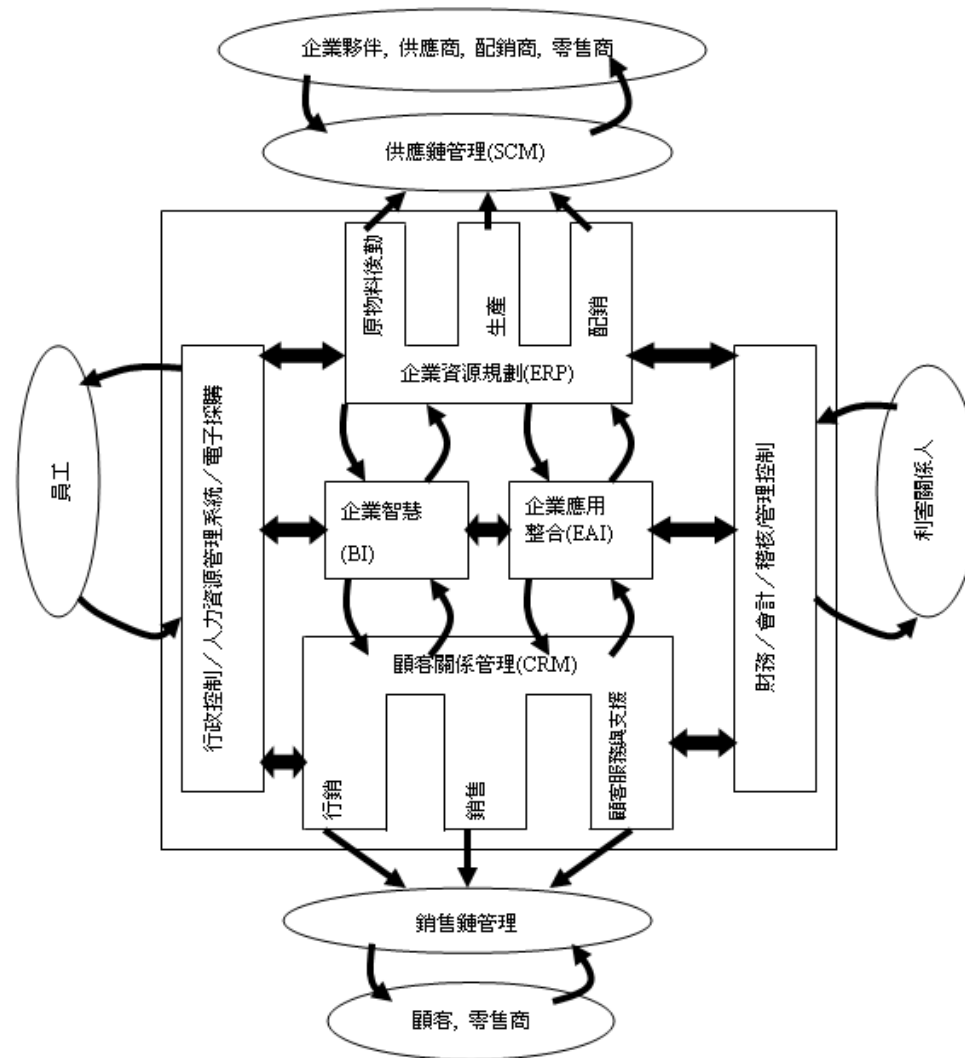 企業夥伴, 供應商, 配銷商, 零售商
供應鏈管理(SCM)
原物料後勤
生產
配銷
企業資源規劃(ERP)
員工
行政控制／人力資源管理系統／電子採購
企業智慧
(BI)
企業應用
整合(EAI)
財務／會計／稽核/管理控制
利害關係人
顧客關係管理(CRM)
行銷
銷售
顧客服務與支援
銷售鏈管理
顧客, 零售商